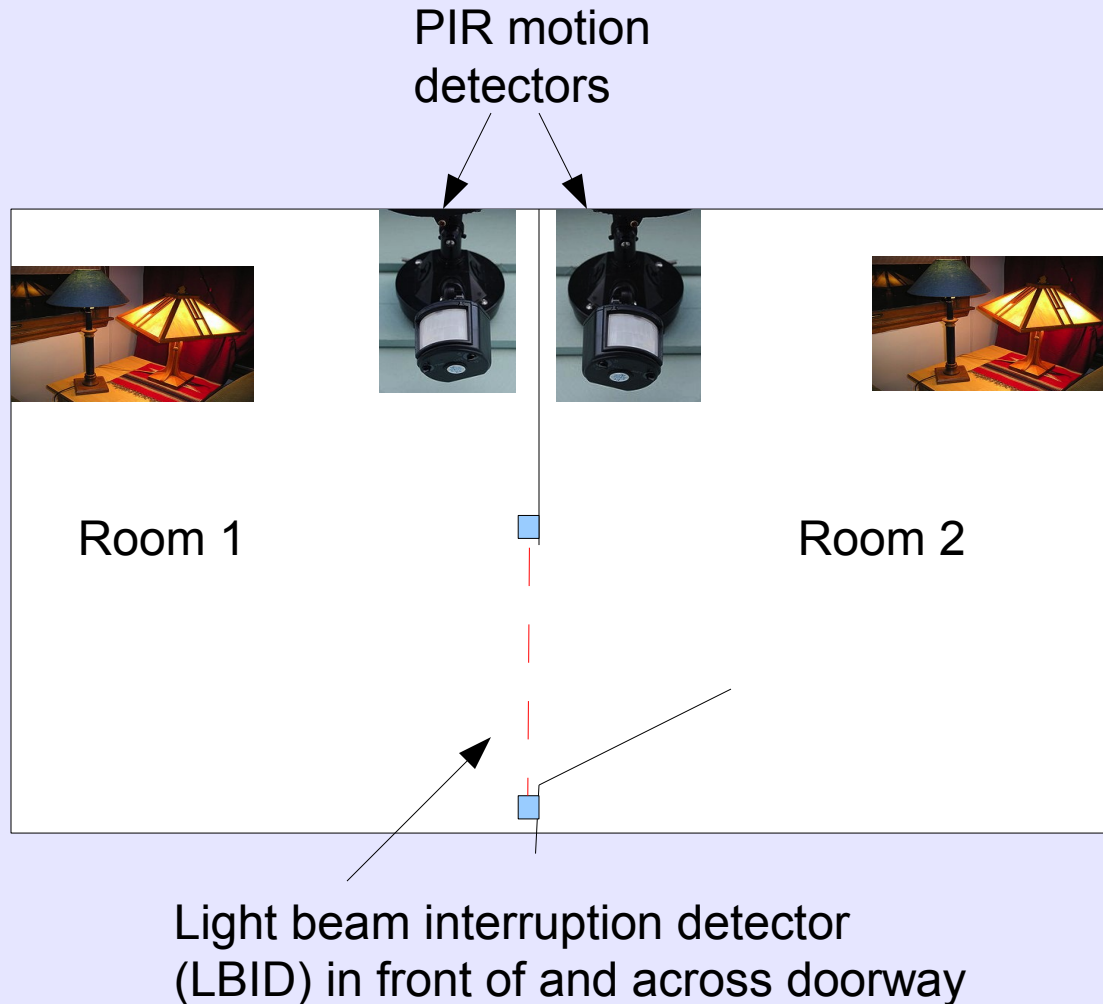 PIR motion
detectors
Room 1
Room 2
Light beam interruption detector
(LBID) in front of and across doorway